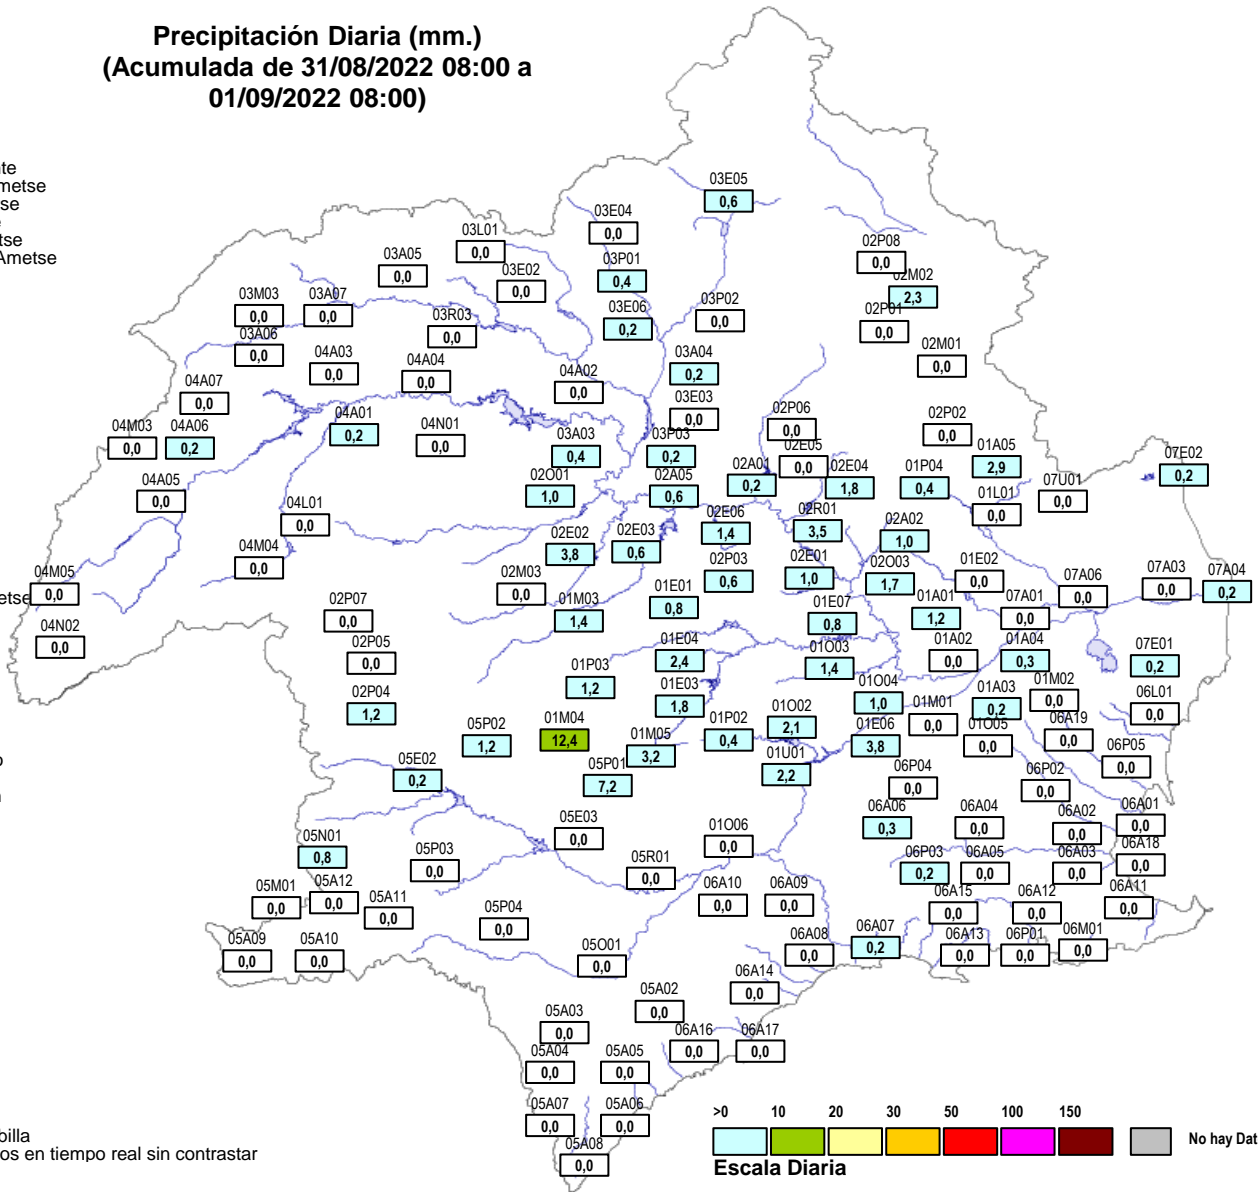 Precipitación Diaria (mm.)
(Acumulada de 31/08/2022 08:00 a
01/09/2022 08:00)
nte
metse
tse
e
tse
Ametse
03E05
0,6
03E04
0,0
03L01
0,0
03A05
0,0
03E02
0,0
03P01
0,4
02P08
0,0
02M02
2,3
03M03
0,0
03A07
0,0
03R03
0,0
03E06
0,2
03P02
0,0
02P01
0,0
03A06
0,0
04A03
0,0
04A04
0,0
04A02
0,0
03A04
0,2
02M01
0,0
04A07
0,0
03E03
0,0
04M03
0,0
04A06
0,2
04A01
0,2
04N01
0,0
03A03
0,4
03P03
0,2
02P06
0,0
02P02
0,0
02E05
0,0
01A05
2,9
07E02
0,2
04A05
0,0
02O01
1,0
02A05
0,6
02A01
0,2
02E04
1,8
01P04
0,4
07U01
0,0
01L01
0,0
04L01
0,0
02E06
1,4
02R01
3,5
02A02
1,0
02E02
3,8
02E03
0,6
04M04
0,0
04M05
0,0
etse
02M03
0,0
02P03
0,6
02E01
1,0
02O03
1,7
01E02
0,0
07A06
0,0
07A03
0,0
07A04
0,2
04N02
0,0
02P07
0,0
01M03
1,4
01E01
0,8
01E07
0,8
01A01
1,2
07A01
0,0
02P05
0,0
01E04
2,4
01O03
1,4
01A02
0,0
01A04
0,3
07E01
0,2
02P04
1,2
01P03
1,2
01E03
1,8
01O04
1,0
01M02
0,0
01A03
0,2
06L01
0,0
05P02
1,2
01M04
12,4
01M05
3,2
01P02
0,4
01O02
2,1
01E06
3,8
01M01
0,0
01O05
0,0
06A19
0,0
06P05
0,0
05E02
0,2
05P01
7,2
01U01
2,2
06P04
0,0
06P02
0,0
05E03
0,0
01O06
0,0
06A06
0,3
06A04
0,0
06A02
0,0
06A01
0,0
05N01
0,8
05P03
0,0
05R01
0,0
06P03
0,2
06A05
0,0
06A03
0,0
06A18
0,0
05M01
0,0
05A12
0,0
05A11
0,0
06A10
0,0
06A09
0,0
06A15
0,0
06A12
0,0
06A11
0,0
05P04
0,0
05A09
0,0
05A10
0,0
05O01
0,0
06A08
0,0
06A07
0,2
06A13
0,0
06P01
0,0
06M01
0,0
06A14
0,0
05A02
0,0
05A03
0,0
06A16
0,0
06A17
0,0
05A04
0,0
05A05
0,0
05A07
0,0
05A06
0,0
05A08
0,0
billa
os en tiempo real sin contrastar
>0 10 20 30 50 100 150
No hay Dat
Escala Diaria